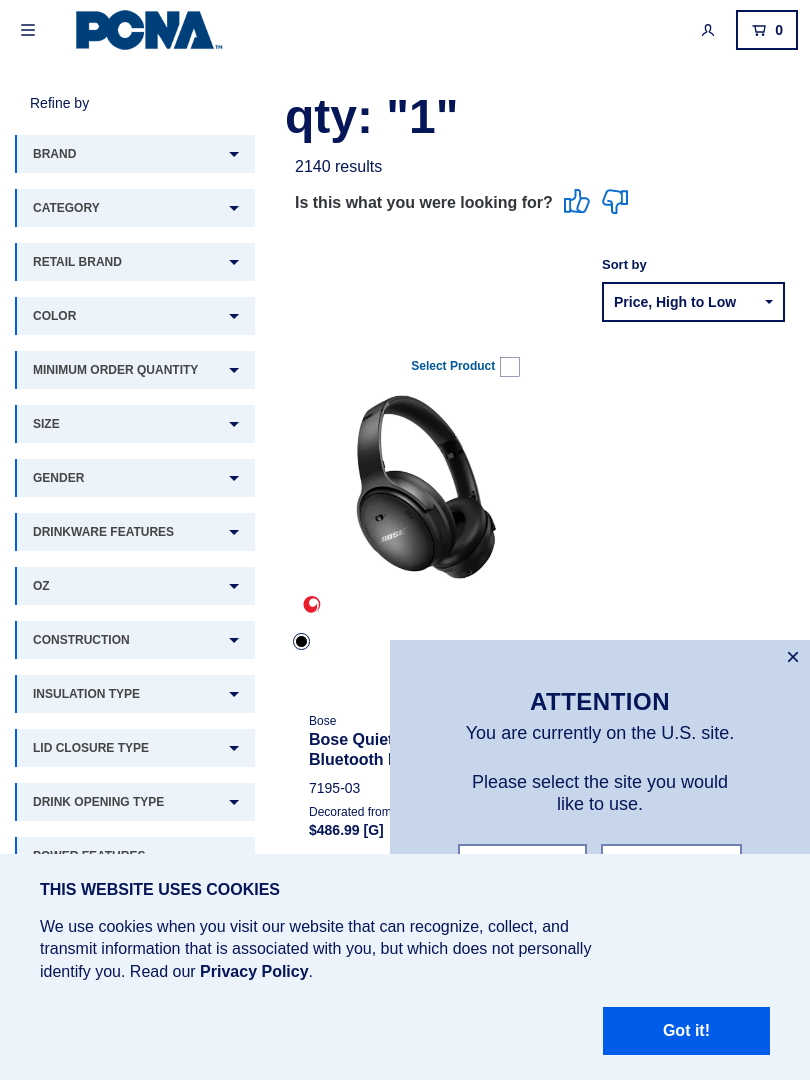 PCNA™
0
Refine by
BRAND
CATEGORY
RETAIL BRAND
COLOR
MINIMUM ORDER QUANTITY
SIZE
GENDER
DRINKWARE FEATURES
OZ
CONSTRUCTION
INSULATION TYPE
LID CLOSURE TYPE
DRINK OPENING TYPE
POWER FEATURES
qty: "1"
2140 results
Is this what you were looking for?
Sort by
Price, High to Low
Select Product
BOSE
Bose
Bose Quiet
Bluetooth
7195-03
Decorated from
$486.99 [G]
×
ATTENTION
You are currently on the U.S. site.
Please select the site you would
like to use.
THIS WEBSITE USES COOKIES
We use cookies when you visit our website that can recognize, collect, and
transmit information that is associated with you, but which does not personally
identify you. Read our Privacy Policy.
Got it!